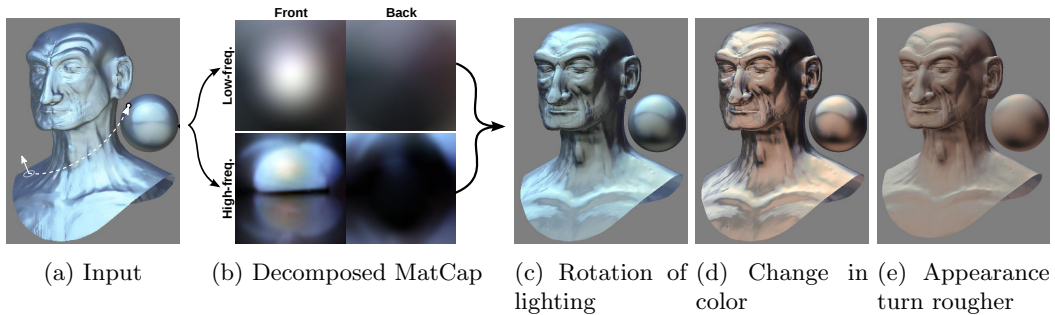 Front Back
Low-freq.
High-freq.
(a) Input
(b) Decomposed MatCap
(c) Rotation of
lighting
(d) Change in
color
(e) Appearance
turn rougher